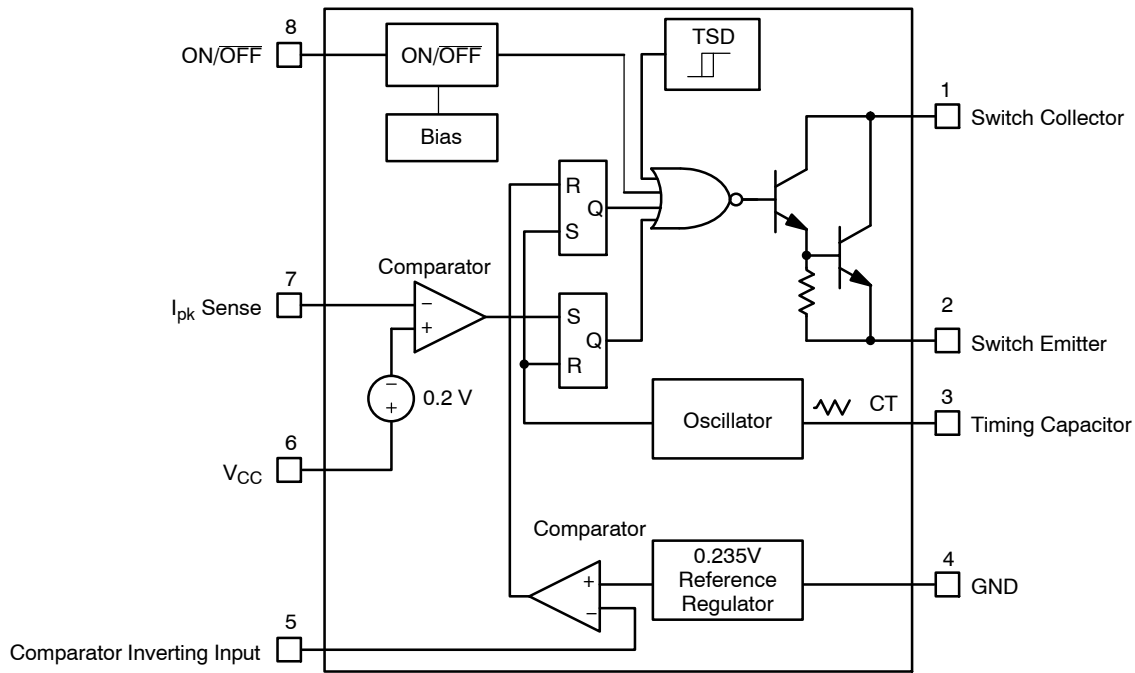 8
ON/OFF
ON/OFF
TSD
Bias
1
Switch Collector
R
Q
S
Comparator
7
Ipk Sense
−
+
S
Q
R
2
Switch Emitter
−
+
0.2 V
6
VCC
Oscillator
CT
3
Timing Capacitor
Comparator
+
−
0.235V
Reference
Regulator
4
GND
5
Comparator Inverting Input